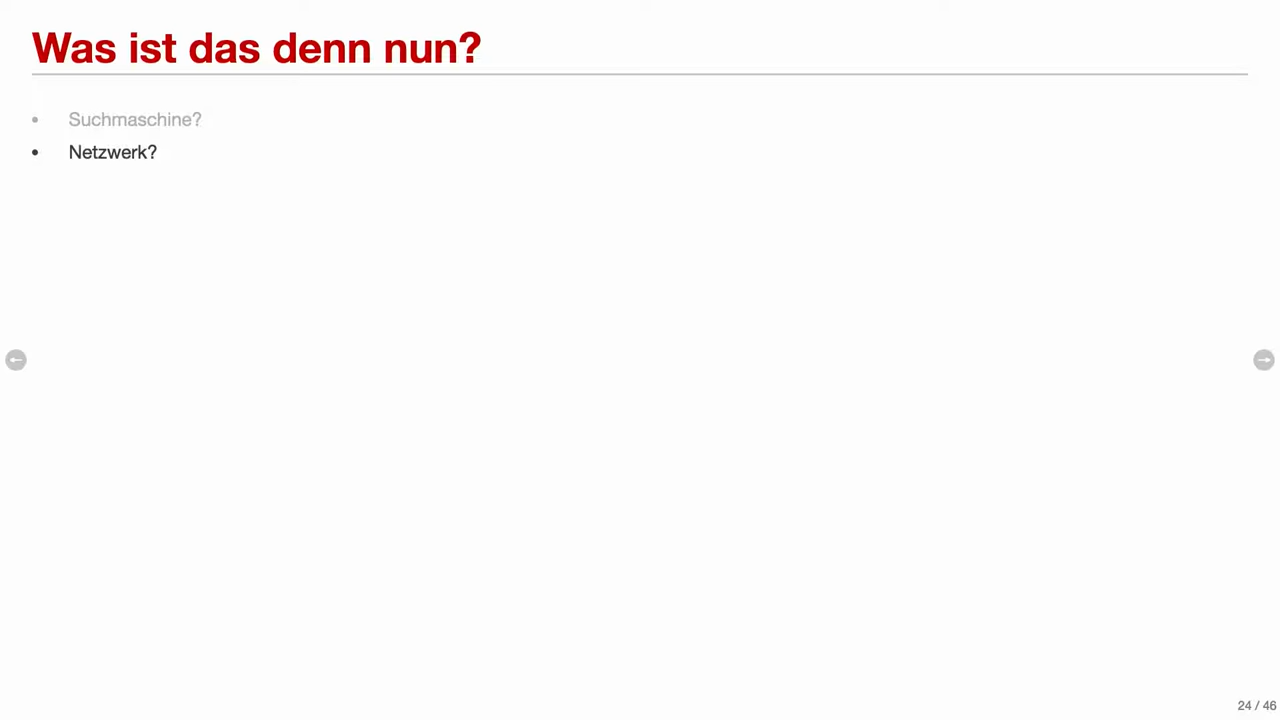 Was ist das denn nun?
• Suchmaschine?
• Netzwerk?
24 / 46